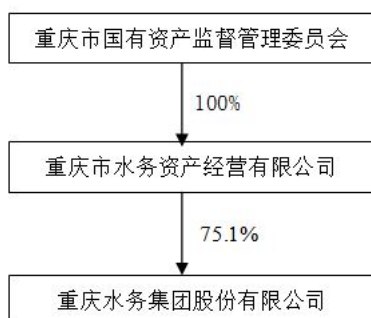 重庆市国有资产监督管理委员会
100%
重庆市水务资产经营有限公司
75.1%
重庆水务集团股份有限公司